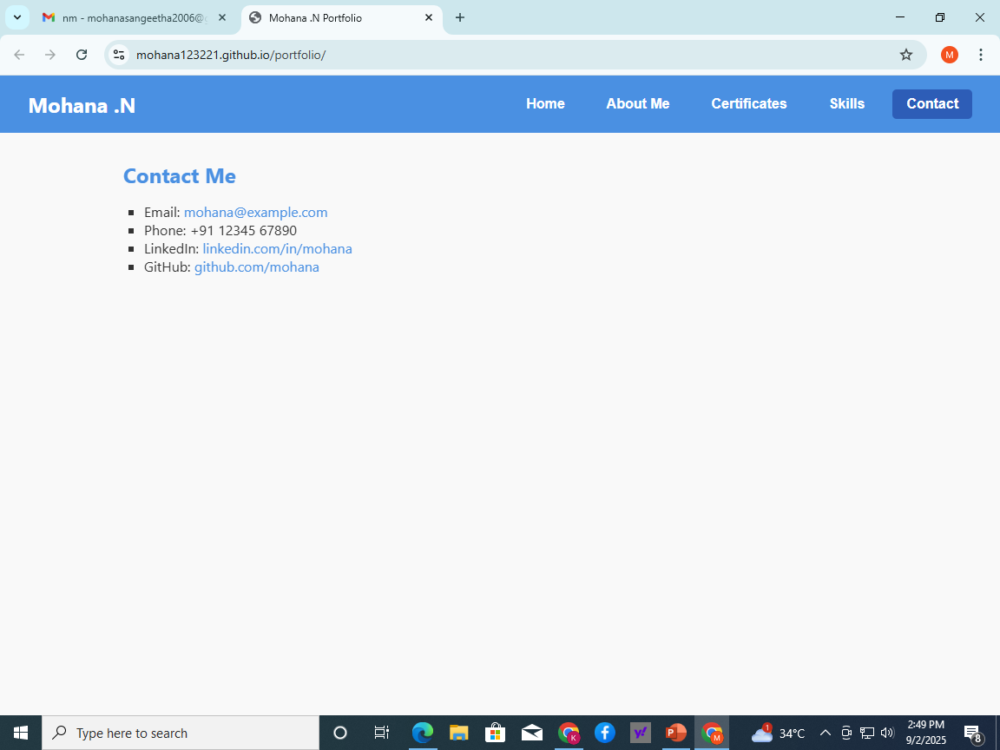 nm - mohanasangeetha2006@
Mohana .N Portfolio
mohana123221.github.io/portfolio/
M
Mohana .N
Home
About Me
Certificates
Skills
Contact
Contact Me
Email: mohana@example.com
Phone: +91 12345 67890
LinkedIn: linkedin.com/in/mohana
GitHub: github.com/mohana
Type here to search
K
y!
P
M
1
34°C
2:49 PM
9/2/2025
8